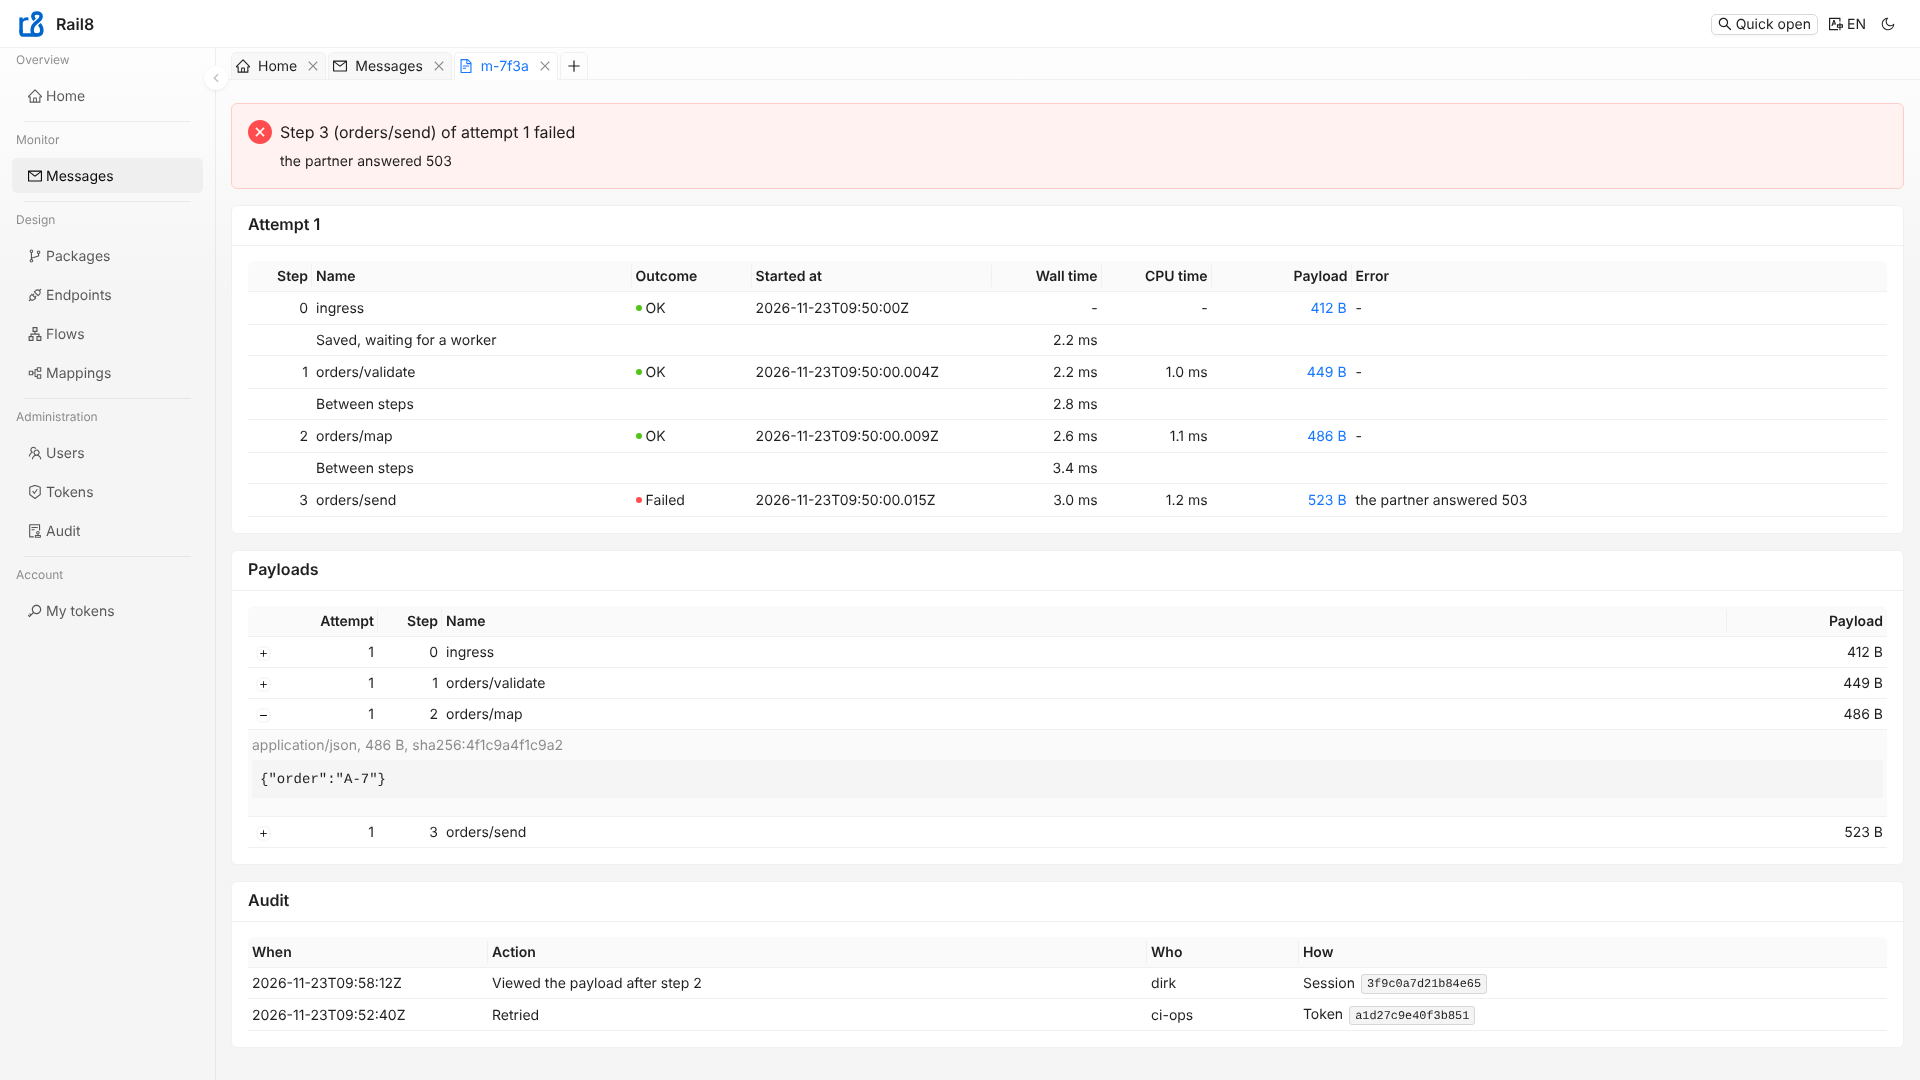 r8 Rail8
Quick open
EN
Overview
Home
Monitor
Messages
Design
Packages
Endpoints
Flows
Mappings
Administration
Users
Tokens
Audit
Account
My tokens
Home Messages m-7f3a
Step 3 (orders/send) of attempt 1 failed
the partner answered 503
Attempt 1
Step Name Outcome Started at Wall time CPU time Payload Error
0 ingress OK 2026-11-23T09:50:00Z - - 412 B -
Saved, waiting for a worker 2.2 ms
1 orders/validate OK 2026-11-23T09:50:00.004Z 2.2 ms 1.0 ms 449 B -
Between steps 2.8 ms
2 orders/map OK 2026-11-23T09:50:00.009Z 2.6 ms 1.1 ms 486 B -
Between steps 3.4 ms
3 orders/send Failed 2026-11-23T09:50:00.015Z 3.0 ms 1.2 ms 523 B the partner answered 503
Payloads
Attempt Step Name Payload
+ 1 0 ingress 412 B
+ 1 1 orders/validate 449 B
− 1 2 orders/map 486 B
application/json, 486 B, sha256:4f1c9a4f1c9a2
{"order":"A-7"}
+ 1 3 orders/send 523 B
Audit
When Action Who How
2026-11-23T09:58:12Z Viewed the payload after step 2 dirk Session 3f9c0a7d21b84e65
2026-11-23T09:52:40Z Retried ci-ops Token a1d27c9e40f3b851